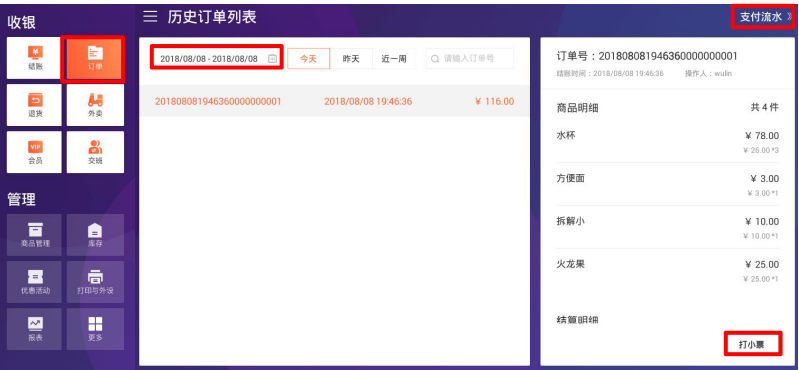 收银
结账
订单
退货
外卖
VIP
会员
交班
管理
商品管理
库存
优惠活动
打印与外设
报表
更多
历史订单列表
支付流水
2018/08/08 - 2018/08/08
今天
昨天
近一周
请输入订单号
201808081946360000000001
2018/08/08 19:46:36
¥ 116.00
订单号：201808081946360000000001
结账时间：2018/08/08 19:46:36 操作人：wulin
商品明细 共4件
水杯 ¥ 78.00
¥ 26.00 *3
方便面 ¥ 3.00
¥ 3.00 *1
拆解小 ¥ 10.00
¥ 10.00 *1
火龙果 ¥ 25.00
¥ 25.00 *1
结算明细
打小票